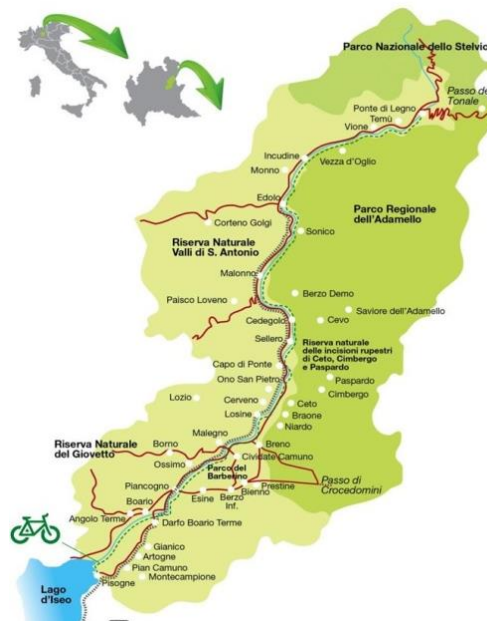 Parco Nazionale dello Stelvio
Passo del
Tonale
Ponte di Legno
Temù
Vione
Incudine
Vezza d'Oglio
Monno
Edolo
Parco Regionale
dell'Adamello
Corteno Golgi
Sonico
Riserva Naturale
Valli di S. Antonio
Malonno
Berzo Demo
Paisco Loveno
Saviore dell'Adamello
Cedegolo
Cevo
Sellero
Riserva naturale
delle incisioni rupestri
di Ceto, Cimbergo
e Paspardo
Capo di Ponte
Ono San Pietro
Paspardo
Cimbergo
Lozio
Cerveno
Ceto
Losine
Braone
Niardo
Malegno
Riserva Naturale
del Giovetto
Borno
Breno
Cividate Camuno
Ossimo
Parco del
Barberino
Passo di
Crocedomini
Prestine
Bienno
Piancogno
Esine
Berzo
Inf.
Boario
Angolo Terme
Darfo Boario Terme
Gianico
Artogne
Pian Camuno
Montecampione
Pisogne
Lago
d'Iseo